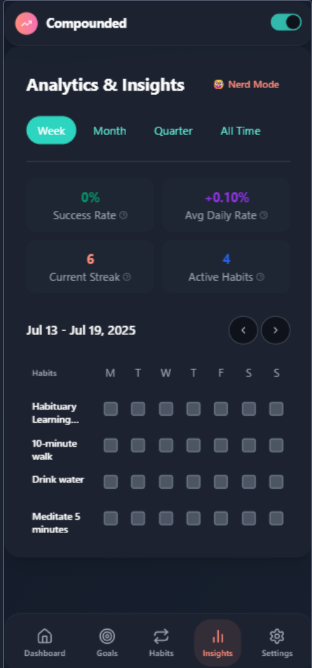 Compounded
Analytics & Insights
Nerd Mode
Week Month Quarter All Time
0% +0.10%
Success Rate Avg Daily Rate
6 4
Current Streak Active Habits
Jul 13 - Jul 19, 2025
Habits M T W T F S S
Habituary
Learning...
10-minute
walk
Drink water
Meditate 5
minutes
Dashboard Goals Habits Insights Settings